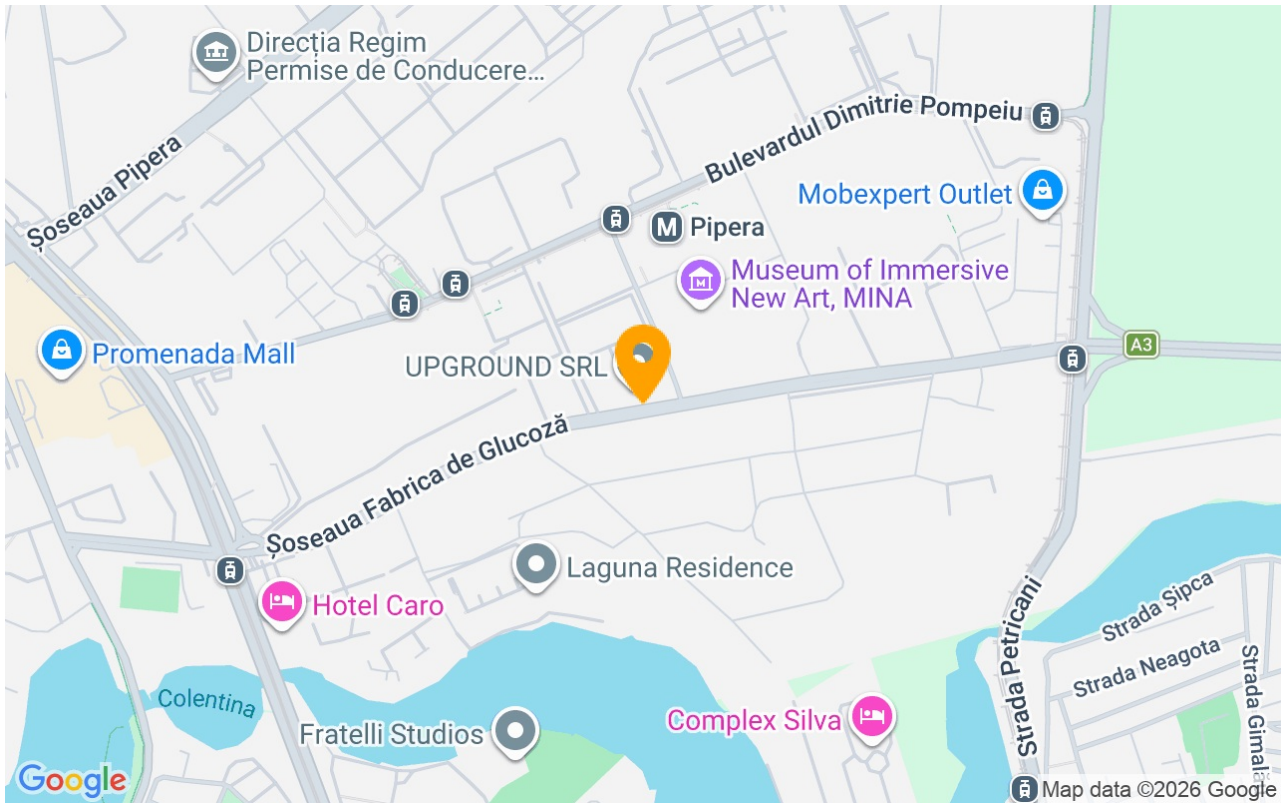 Direcția Regim
Permise de Conducere...
Șoseaua Pipera
Bulevardul Dimitrie Pompeiu
Mobexpert Outlet
M Pipera
Museum of Immersive
New Art, MINA
A3
Promenada Mall
UPGROUND SRL
Șoseaua Fabrica de Glucoză
Laguna Residence
Hotel Caro
Strada Șipca
Strada Neagota
Strada Petricani
Strada Gimala
Colentina
Complex Silva
Fratelli Studios
Google
Map data ©2026 Google